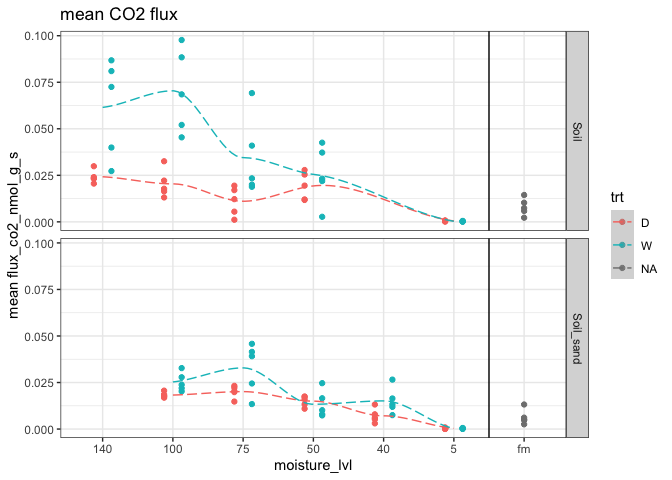 mean CO2 flux
mean flux_co2_nmol_g_s
0.100
0.075
0.050
0.025
0.000
Soil
0.100
0.075
0.050
0.025
0.000
Soil_sand
140 100 75 50 40 5 fm
moisture_lvl
trt
D
W
NA